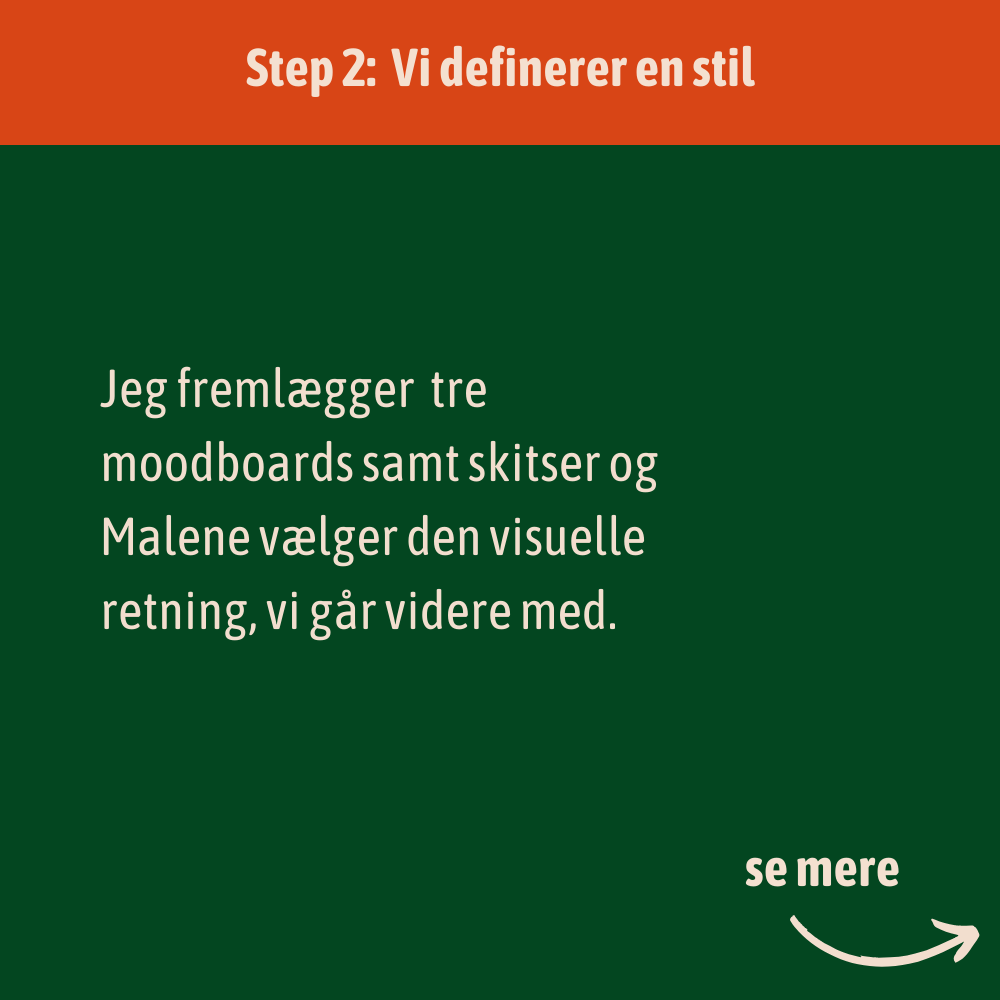 Step 2: Vi definerer en stil
Jeg fremlægger tre
moodboards samt skitser og
Malene vælger den visuelle
retning, vi går videre med.
se mere